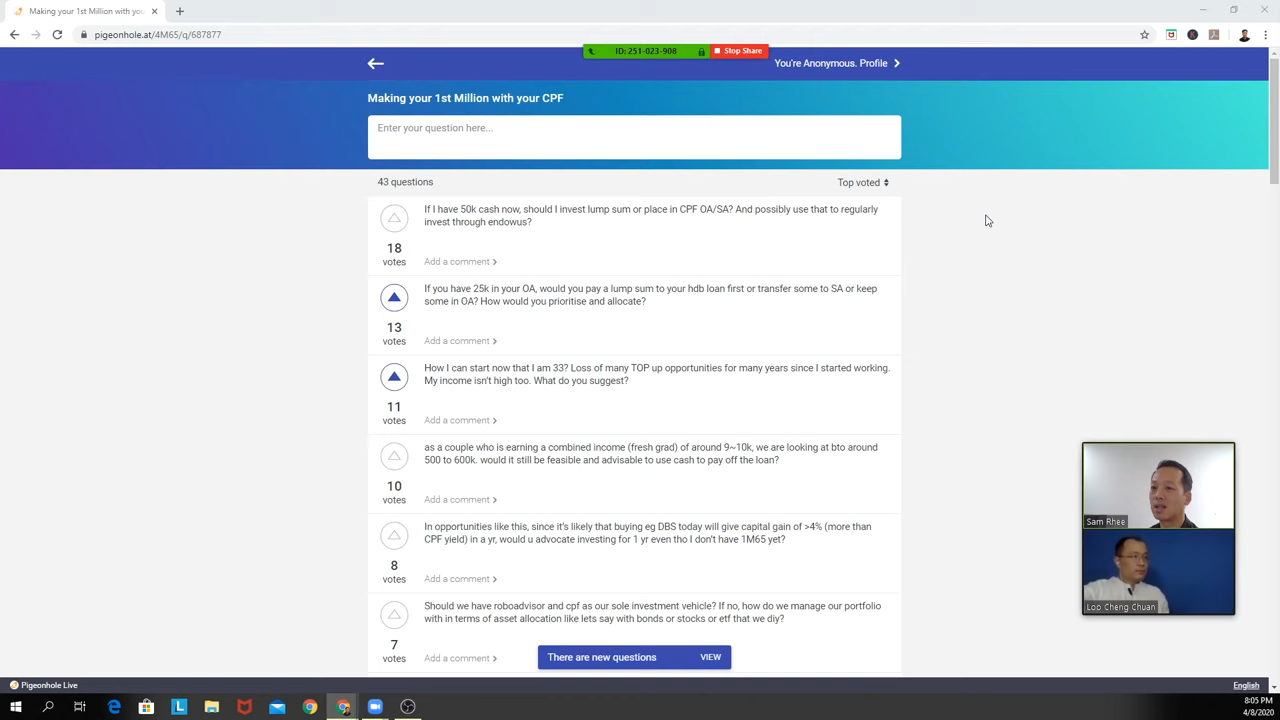 Making your 1st Million with you
pigeonhole.at/4M65/q/687877
ID: 251-023-908
Stop Share
You're Anonymous. Profile
Making your 1st Million with your CPF
Enter your question here...
43 questions
Top voted
If I have 50k cash now, should I invest lump sum or place in CPF OA/SA? And possibly use that to regularly
invest through endowus?
18
votes
Add a comment
If you have 25k in your OA, would you pay a lump sum to your hdb loan first or transfer some to SA or keep
some in OA? How would you prioritise and allocate?
13
votes
Add a comment
How I can start now that I am 33? Loss of many TOP up opportunities for many years since I started working.
My income isn't high too. What do you suggest?
11
votes
Add a comment
as a couple who is earning a combined income (fresh grad) of around 9~10k, we are looking at bto around
500 to 600k. would it still be feasible and advisable to use cash to pay off the loan?
10
votes
Add a comment
In opportunities like this, since it's likely that buying eg DBS today will give capital gain of >4% (more than
CPF yield) in a yr, would u advocate investing for 1 yr even tho I don't have 1M65 yet?
8
votes
Add a comment
Should we have roboadvisor and cpf as our sole investment vehicle? If no, how do we manage our portfolio
with in terms of asset allocation like lets say with bonds or stocks or etf that we diy?
7
votes
Add a comment
There are new questions
VIEW
Sam Rhee
Loo Cheng Chuan
Pigeonhole Live
English
8:05 PM
4/8/2020